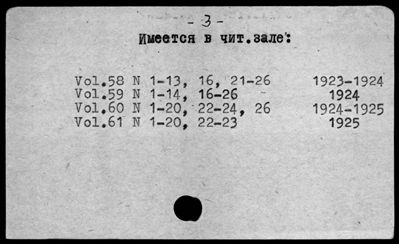 - 3 -
Имеется в чит.зале:
Vol.58 N 1-13, 16, 21-26 1923-1924
Vol.59 N 1-14, 16-26 1924
Vol.60 N 1-20, 22-24, 26 1924-1925
Vol.61 N 1-20, 22-23 1925